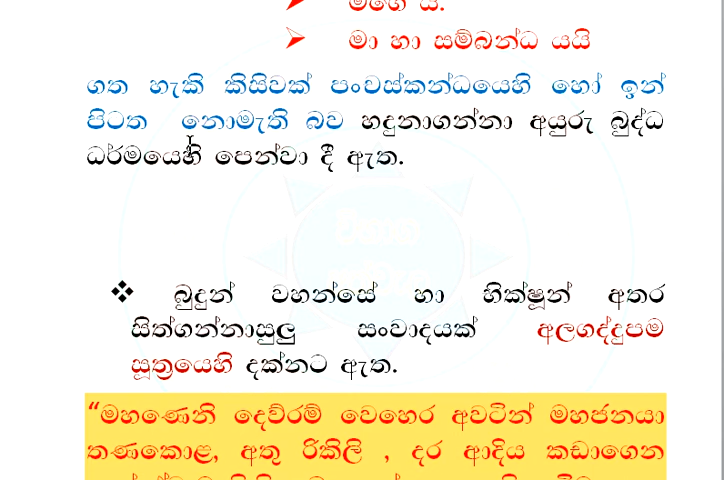 මගේ ය.
➤ මා හා සම්බන්ධ යයි
ගත හැකි කිසිවක් පංචස්කන්ධයෙහි හෝ ඉන්
පිටත නොමැති බව හඳුනාගන්නා අයුරු බුද්ධ
ධර්මයෙහි පෙන්වා දී ඇත.
❖ බුදුන් වහන්සේ හා භික්ෂූන් අතර
සිත්ගන්නාසුලු සංවාදයක් අලගද්දුපම
සූත්‍රයෙහි දක්නට ඇත.
“මහණෙනි දෙව්රම් වෙහෙර අවටින් මහජනයා
තණකොළ, අතු රිකිලි , දර ආදිය කඩාගෙන